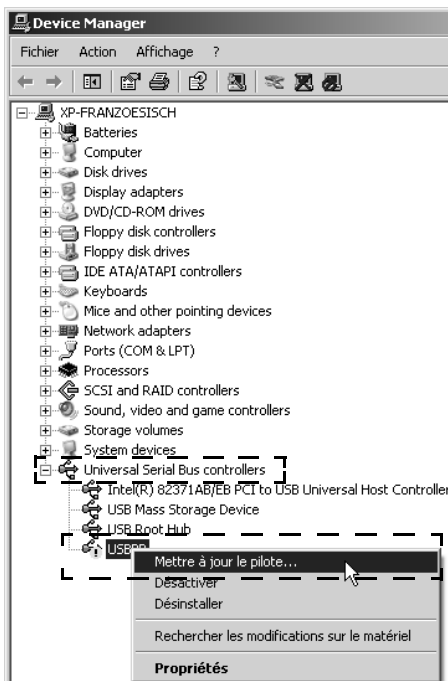 Device Manager
Fichier Action Affichage ?
XP-FRANZOESISCH
Batteries
Computer
Disk drives
Display adapters
DVD/CD-ROM drives
Floppy disk controllers
Floppy disk drives
IDE ATA/ATAPI controllers
Keyboards
Mice and other pointing devices
Network adapters
Ports (COM & LPT)
Processors
SCSI and RAID controllers
Sound, video and game controllers
Storage volumes
System devices
Universal Serial Bus controllers
Intel(R) 82371AB/EB PCI to USB Universal Host Controller
USB Mass Storage Device
USB Root Hub
Mettre à jour le pilote...
Désactiver
Désinstaller
Rechercher les modifications sur le matériel
Propriétés